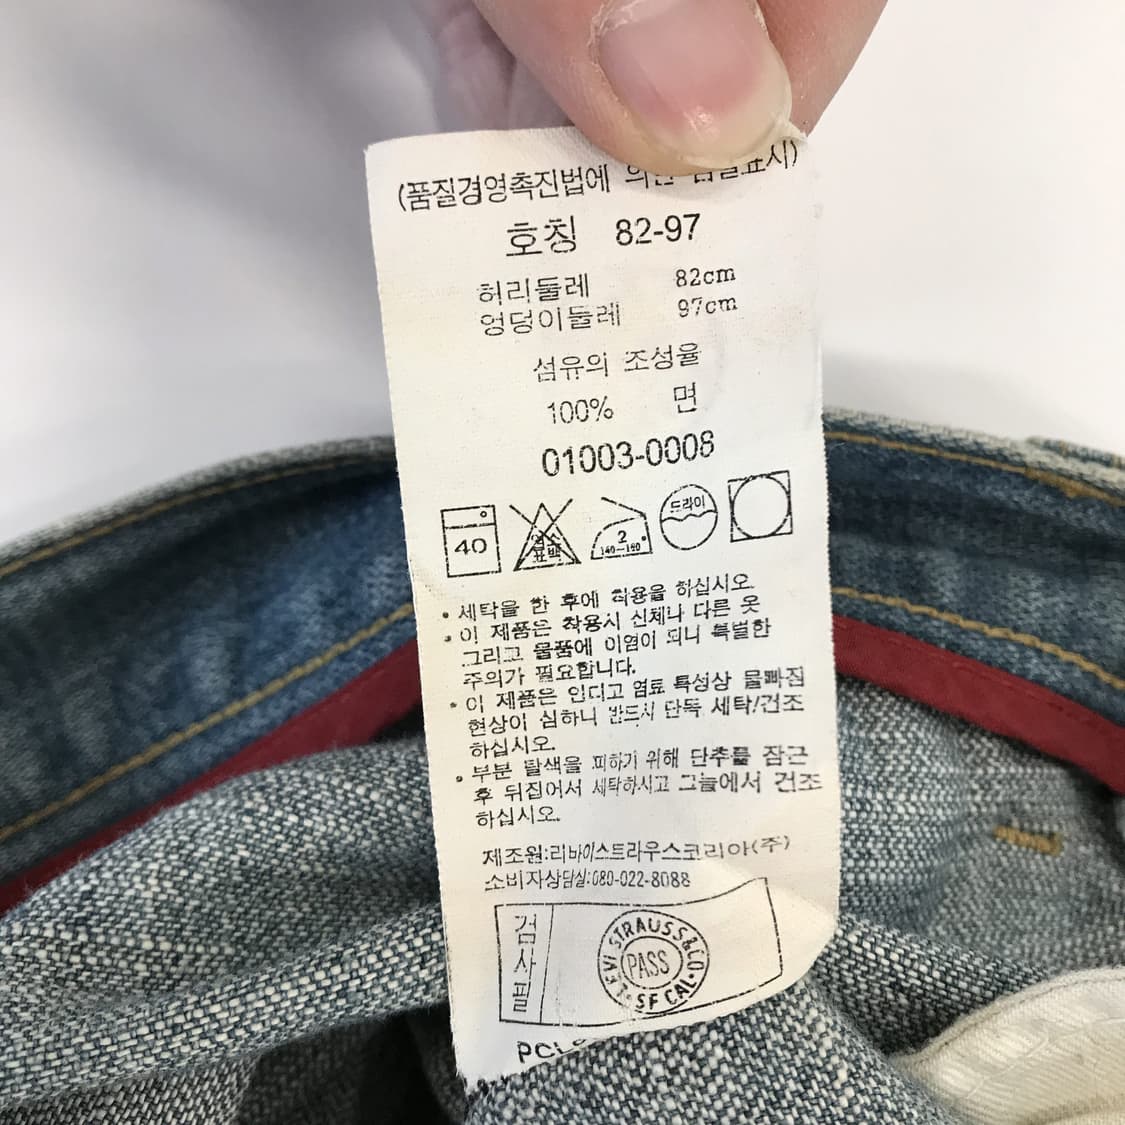 (품질경영촉진법에 의한 품질표시)
호칭 82-97
허리둘레 82cm
엉덩이둘레 97cm
섬유의 조성율
100% 면
01003-0008
40
염소
표백
2
140~160
드라이
• 세탁을 한 후에 착용을 하십시오.
• 이 제품은 착용시 신체나 다른 옷
그리고 물품에 이염이 되니 특별한
주의가 필요합니다.
• 이 제품은 인디고 염료 특성상 물빠짐
현상이 심하니 반드시 단독 세탁/건조
하십시오.
• 부분 탈색을 피하기 위해 단추를 잠근
후 뒤집어서 세탁하시고 그늘에서 건조
하십시오.
제조원:리바이스트라우스코리아(주)
소비자상담실:080-022-8088
검사필
LEVI STRAUSS & CO. SF CAL.
PASS